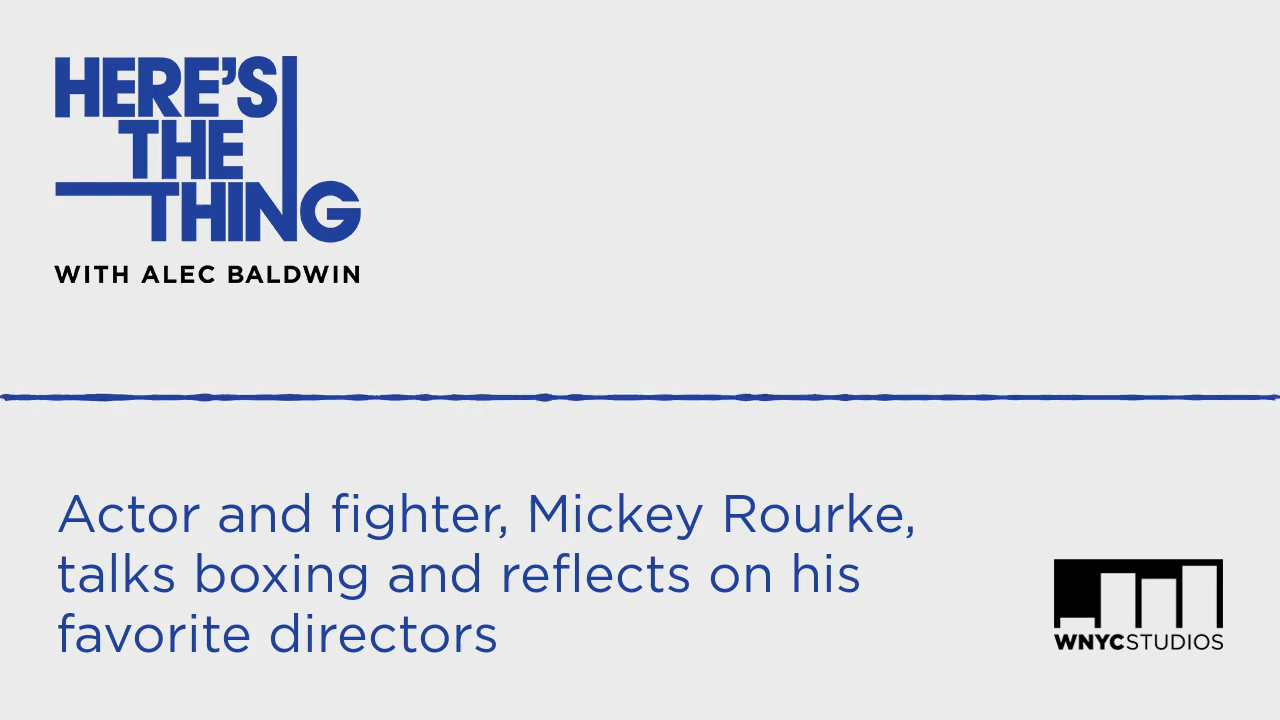 HERE'S
THE
THING
WITH ALEC BALDWIN
Actor and fighter, Mickey Rourke,
talks boxing and reflects on his
favorite directors
WNYCSTUDIOS